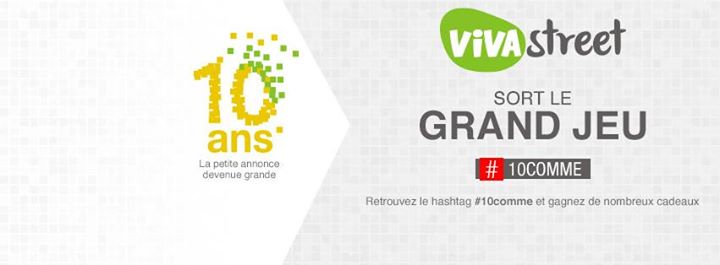 10
ans
La petite annonce
devenue grande
ViVAstreet
SORT LE
GRAND JEU
# 10COMME
Retrouvez le hashtag #10comme et gagnez de nombreux cadeaux